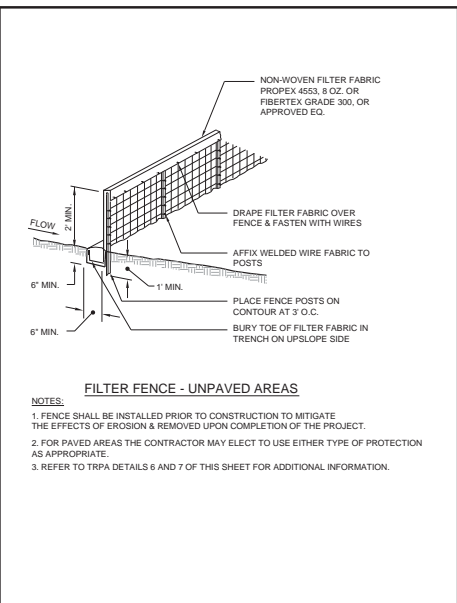 NON-WOVEN FILTER FABRIC
PROPEX 4553, 8 OZ. OR
FIBERTEX GRADE 300, OR
APPROVED EQ.
2' MIN.
FLOW
DRAPE FILTER FABRIC OVER
FENCE & FASTEN WITH WIRES
AFFIX WELDED WIRE FABRIC TO
POSTS
6" MIN.
1' MIN.
PLACE FENCE POSTS ON
CONTOUR AT 3' O.C.
6" MIN.
BURY TOE OF FILTER FABRIC IN
TRENCH ON UPSLOPE SIDE
FILTER FENCE - UNPAVED AREAS
NOTES:
1. FENCE SHALL BE INSTALLED PRIOR TO CONSTRUCTION TO MITIGATE
THE EFFECTS OF EROSION & REMOVED UPON COMPLETION OF THE PROJECT.
2. FOR PAVED AREAS THE CONTRACTOR MAY ELECT TO USE EITHER TYPE OF PROTECTION
AS APPROPRIATE.
3. REFER TO TRPA DETAILS 6 AND 7 OF THIS SHEET FOR ADDITIONAL INFORMATION.